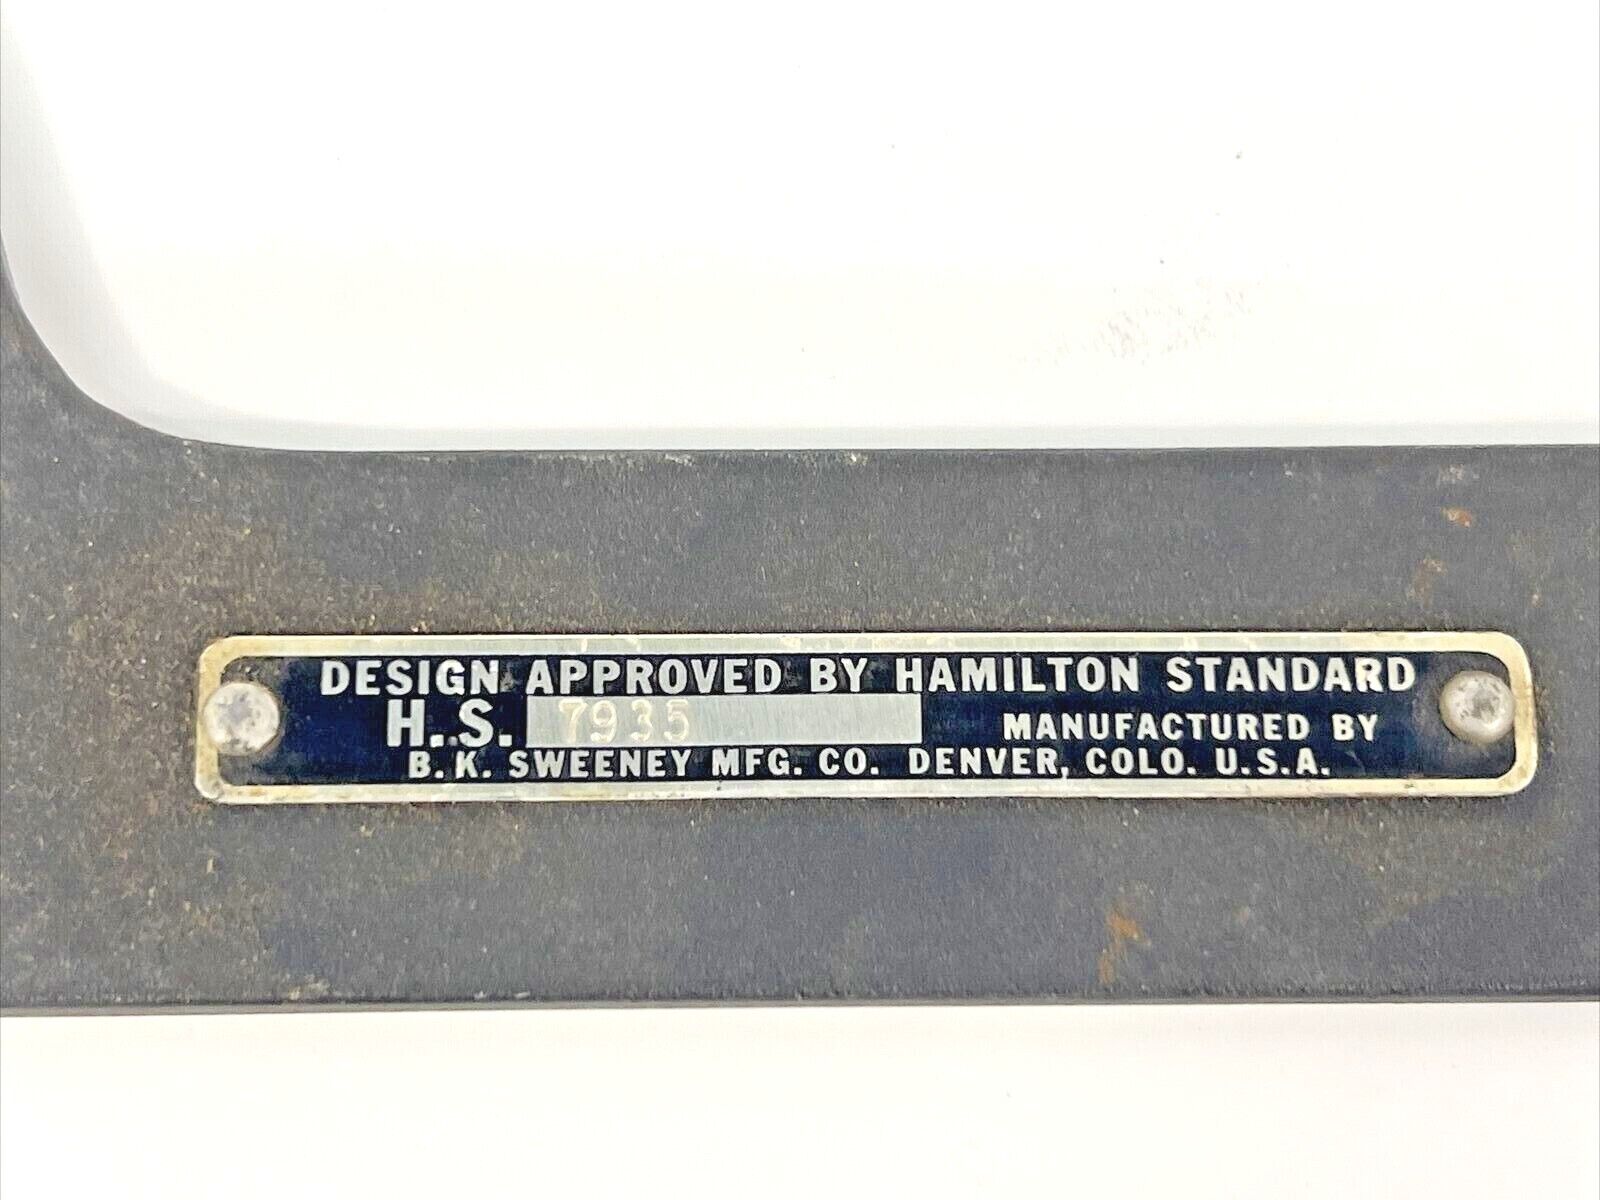 DESIGN APPROVED BY HAMILTON STANDARD
H.S. 7935 MANUFACTURED BY
B.K. SWEENEY MFG. CO. DENVER, COLO. U.S.A.